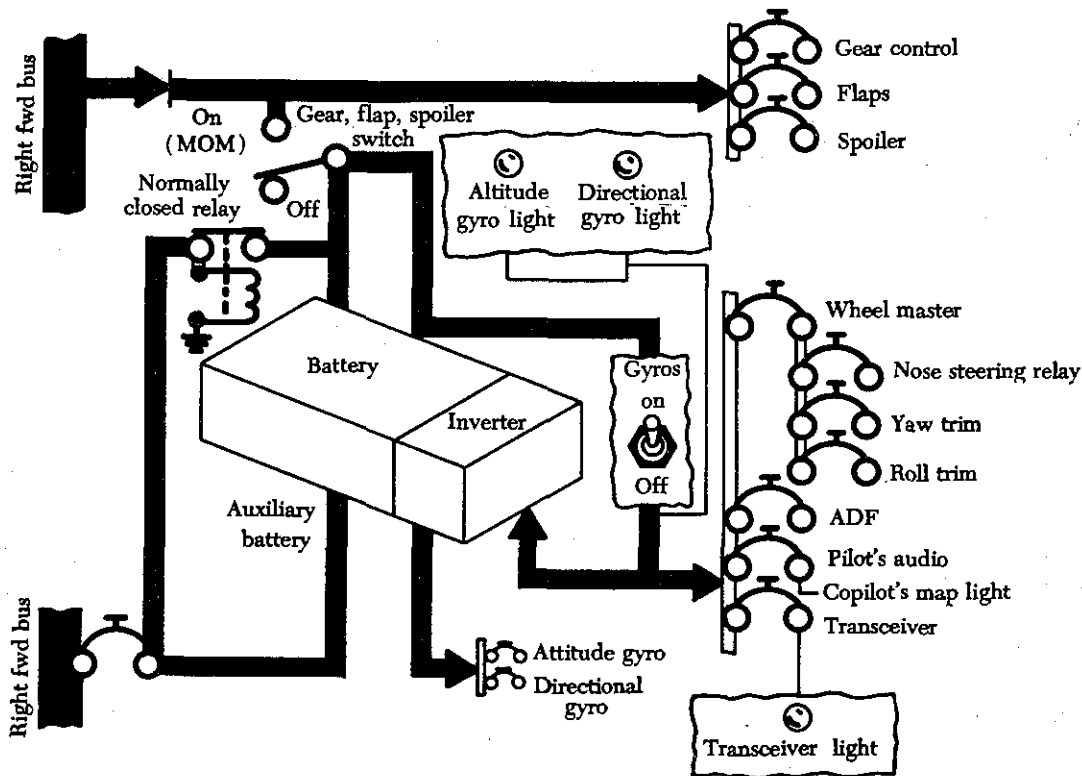 Right fwd bus
On
(MOM)
Gear, flap, spoiler
switch
Gear control
Flaps
Spoiler
Normally
closed relay
Off
Altitude
gyro light
Directional
gyro light
Battery
Inverter
Auxiliary
battery
Gyros
on
Off
Wheel master
Nose steering relay
Yaw trim
Roll trim
ADF
Pilot's audio
Copilot's map light
Transceiver
Right fwd bus
Attitude gyro
Directional
gyro
Transceiver light